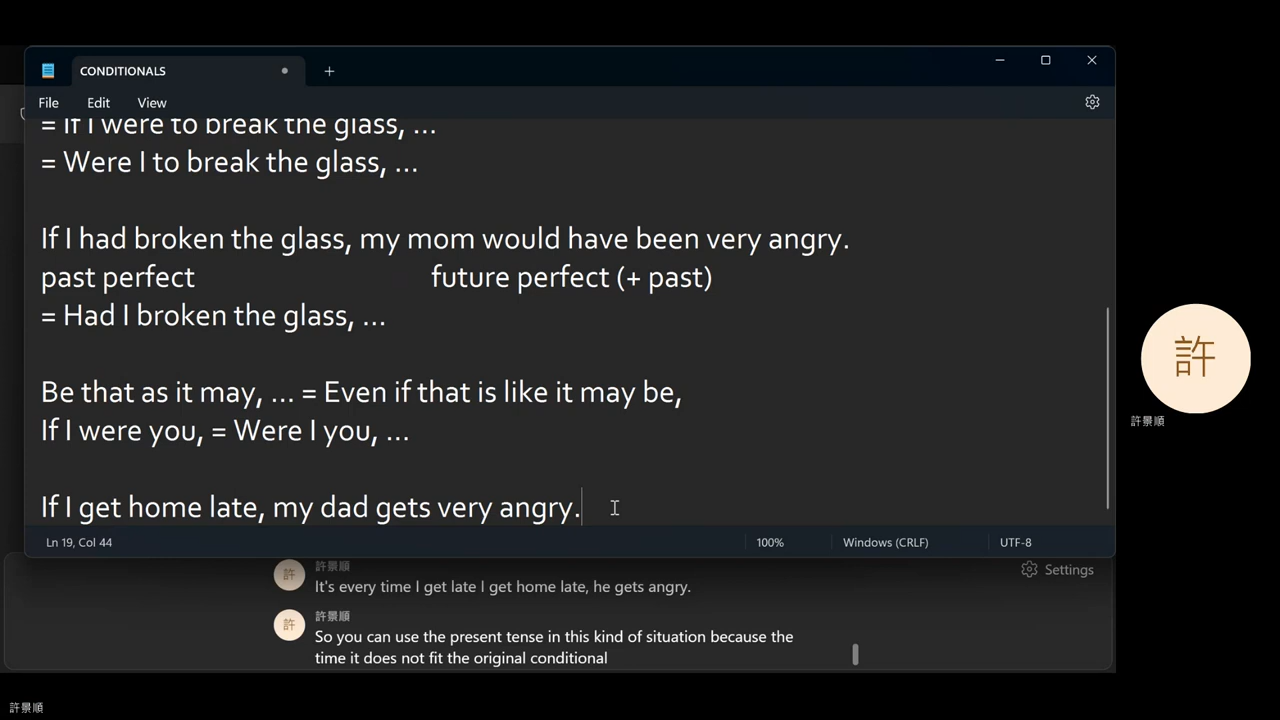 CONDITIONALS
File Edit View
= If I were to break the glass, ...
= Were I to break the glass, ...
If I had broken the glass, my mom would have been very angry.
past perfect future perfect (+ past)
= Had I broken the glass, ...
Be that as it may, ... = Even if that is like it may be,
If I were you, = Were I you, ...
If I get home late, my dad gets very angry.
Ln 19, Col 44 100% Windows (CRLF) UTF-8
許
許景順
許 許景順
Settings
It's every time I get late I get home late, he gets angry.
許 許景順
So you can use the present tense in this kind of situation because the
time it does not fit the original conditional
許景順